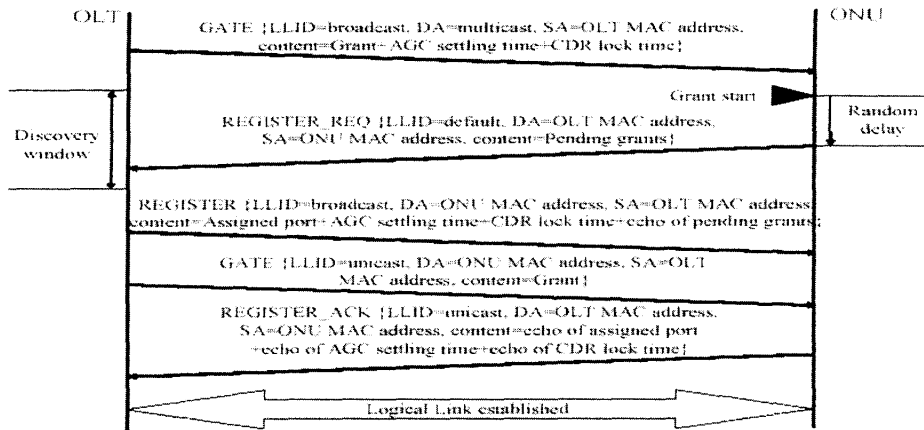 OLT
ONU
GATE {LLID=broadcast, DA=multicast, SA=OLT MAC address,
content=Grant+AGC settling time+CDR lock time}
Grant start
Discovery
window
Random
delay
REGISTER_REQ {LLID=default, DA=OLT MAC address,
SA=ONU MAC address, content=Pending grants}
REGISTER {LLID=broadcast, DA=ONU MAC address, SA=OLT MAC address
content=Assigned port+AGC settling time+CDR lock time+echo of pending grants;
GATE {LLID=unicast, DA=ONU MAC address, SA=OLT
MAC address, content=Grant}
REGISTER_ACK {LLID=unicast, DA=OLT MAC address,
SA=ONU MAC address, content=echo of assigned port
+echo of AGC settling time+echo of CDR lock time}
Logical Link established